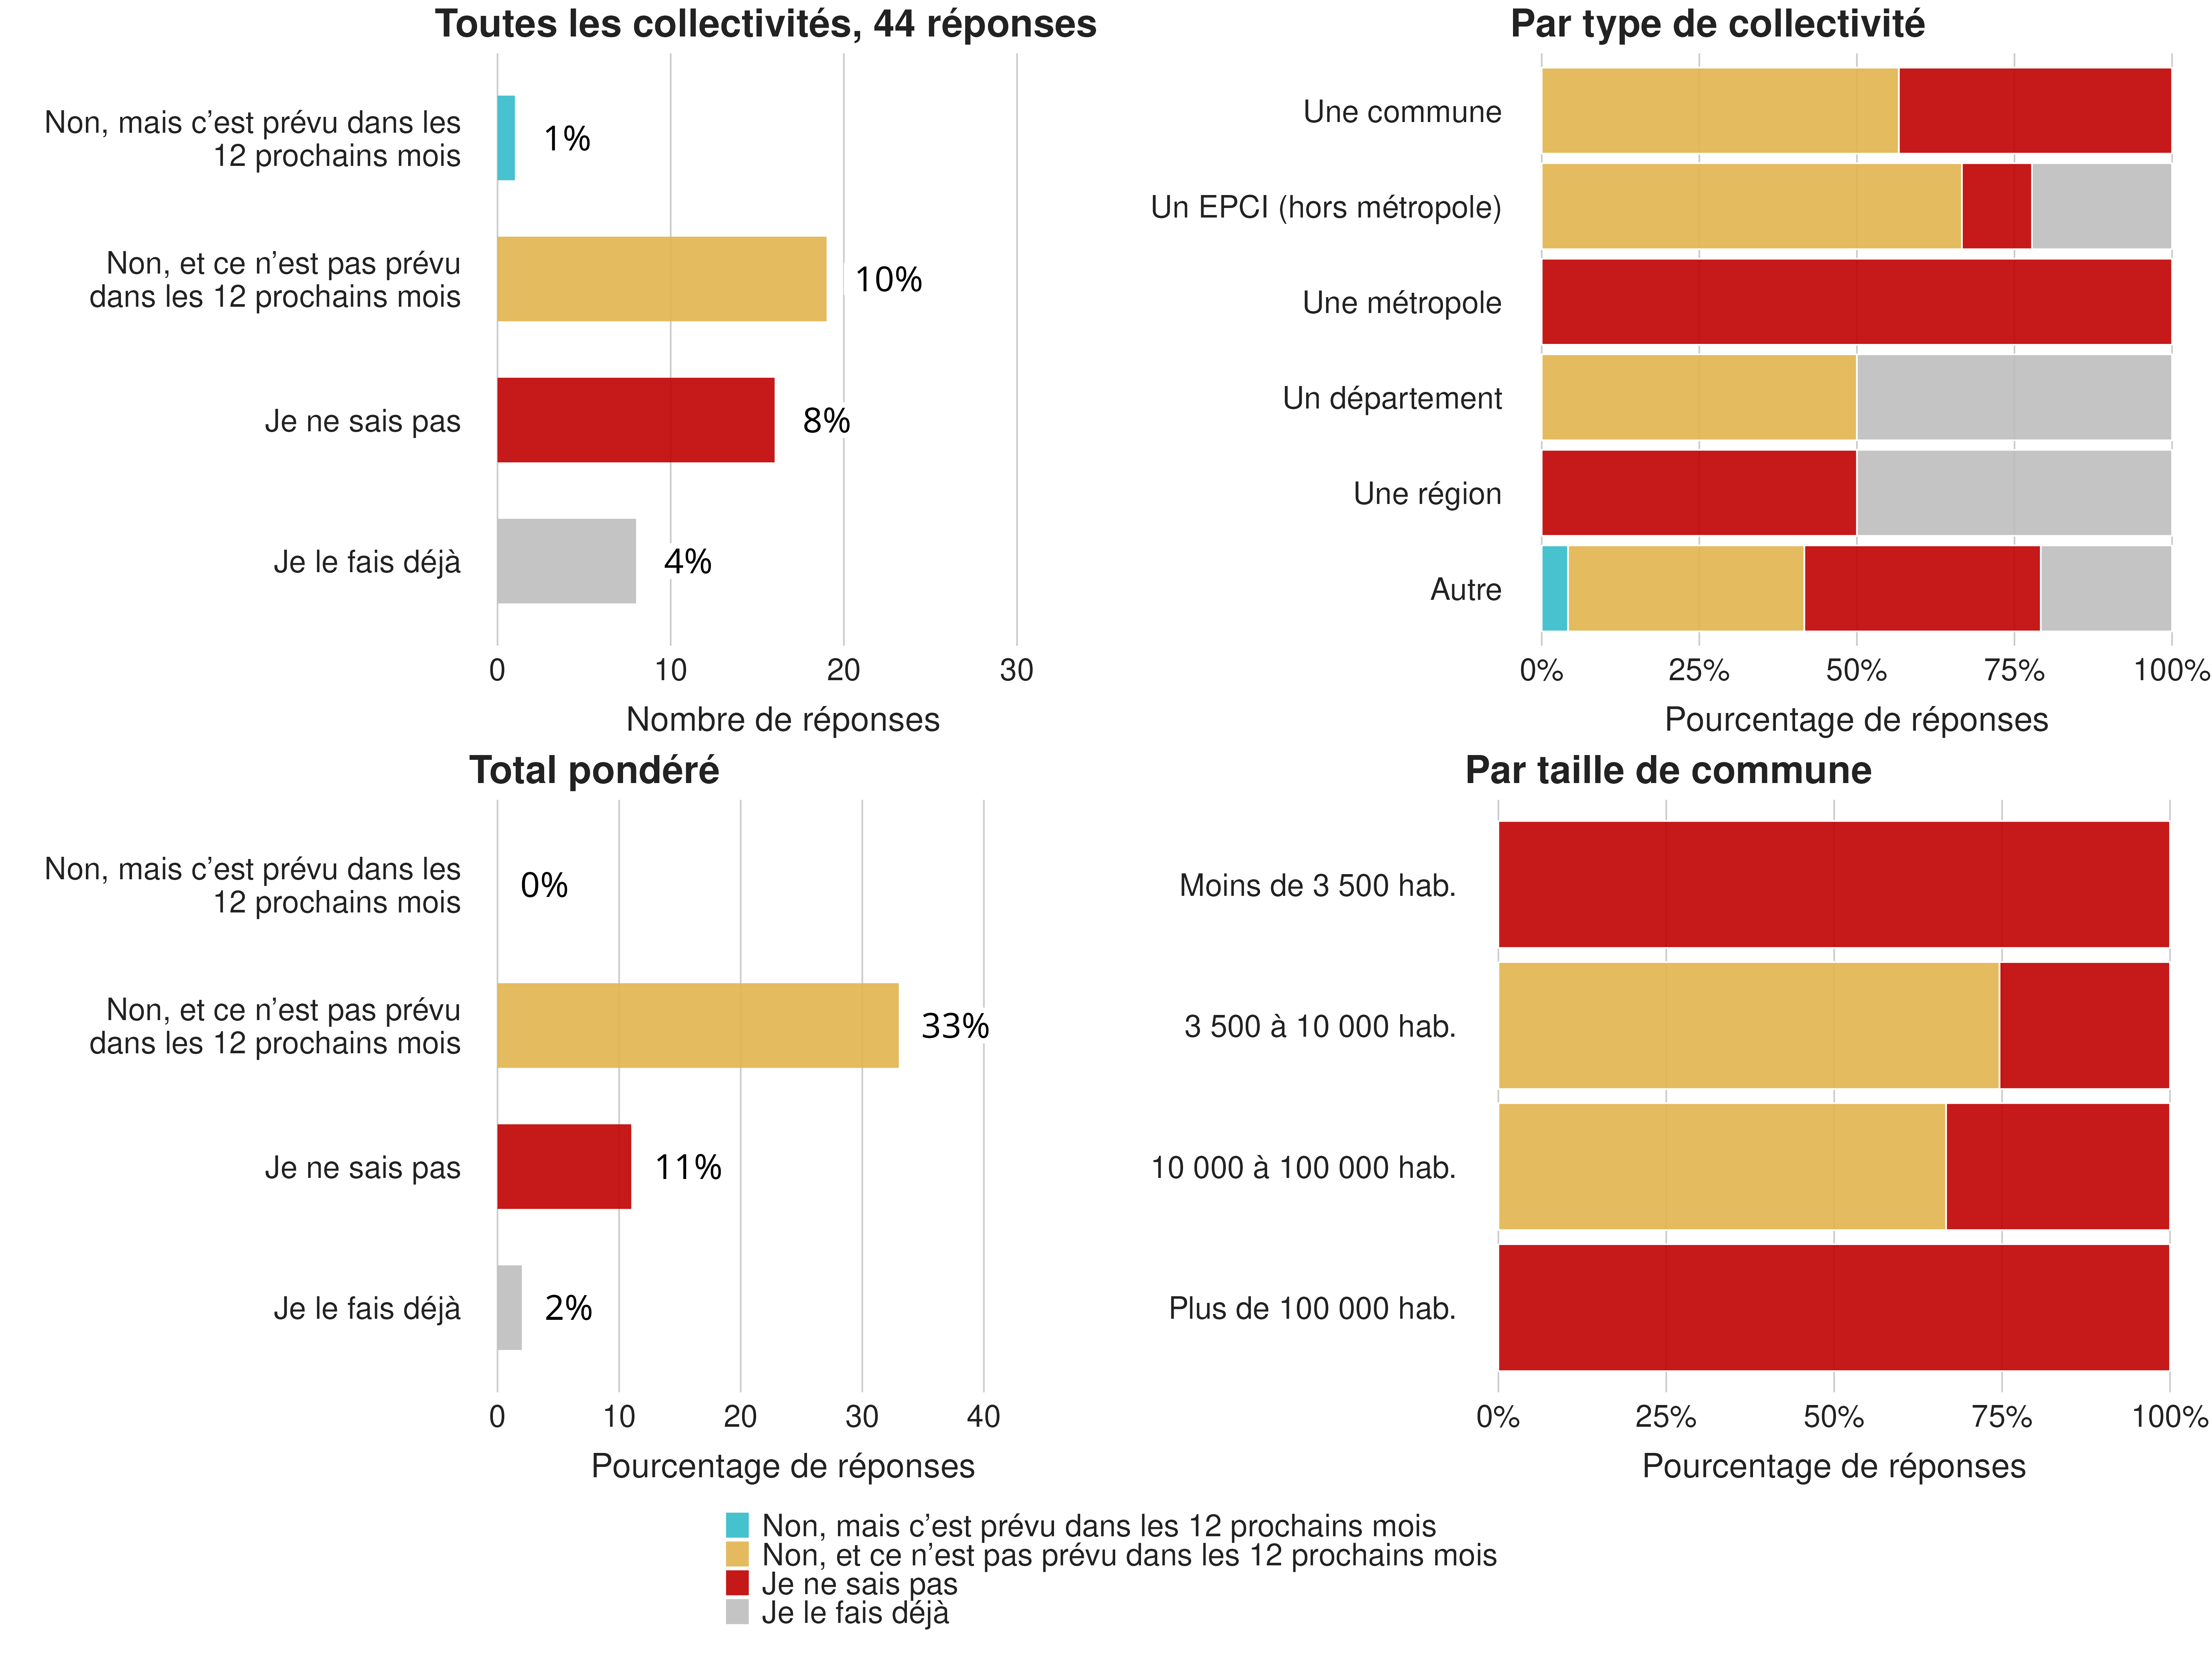 Toutes les collectivités, 44 réponses
Non, mais c’est prévu dans les
12 prochains mois
1%
Non, et ce n’est pas prévu
dans les 12 prochains mois
10%
Je ne sais pas
8%
Je le fais déjà
4%
0 10 20 30
Nombre de réponses
Par type de collectivité
Une commune
Un EPCI (hors métropole)
Une métropole
Un département
Une région
Autre
0% 25% 50% 75% 100%
Pourcentage de réponses
Total pondéré
Non, mais c’est prévu dans les
12 prochains mois
0%
Non, et ce n’est pas prévu
dans les 12 prochains mois
33%
Je ne sais pas
11%
Je le fais déjà
2%
0 10 20 30 40
Pourcentage de réponses
Par taille de commune
Moins de 3 500 hab.
3 500 à 10 000 hab.
10 000 à 100 000 hab.
Plus de 100 000 hab.
0% 25% 50% 75% 100%
Pourcentage de réponses
Non, mais c’est prévu dans les 12 prochains mois
Non, et ce n’est pas prévu dans les 12 prochains mois
Je ne sais pas
Je le fais déjà